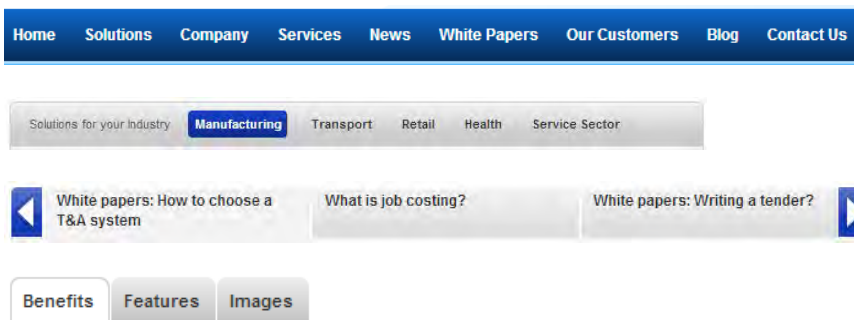 Home Solutions Company Services News White Papers Our Customers Blog Contact Us
Solutions for your Industry Manufacturing Transport Retail Health Service Sector
White papers: How to choose a T&A system
What is job costing?
White papers: Writing a tender?
Benefits Features Images